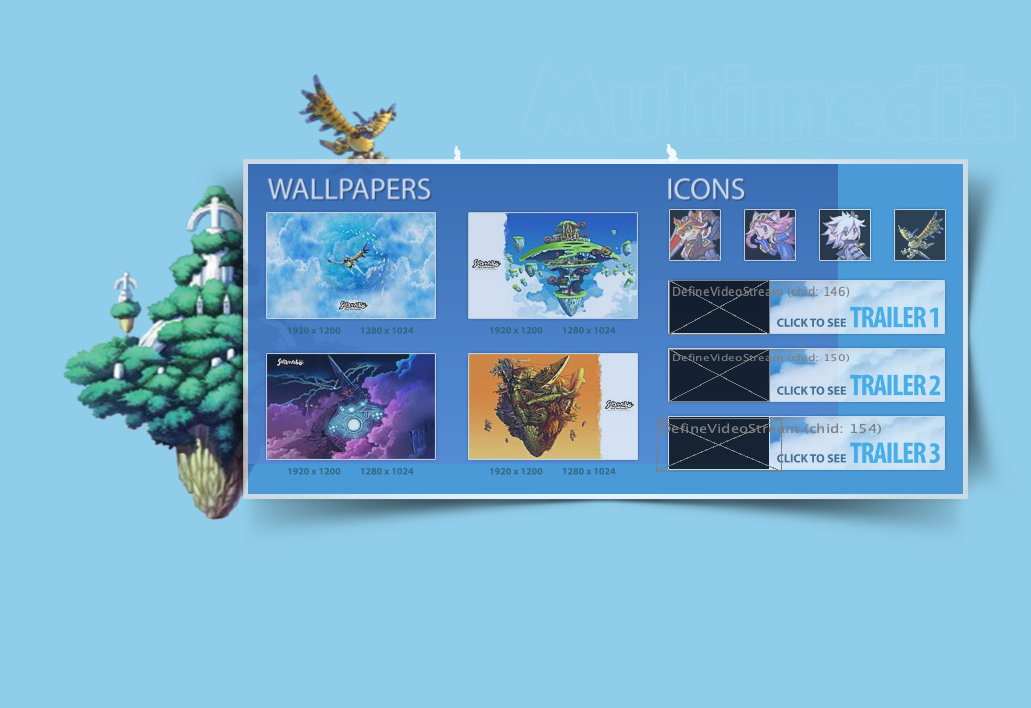 Multimedia
WALLPAPERS
ICONS
1920 x 1200 1280 x 1024
1920 x 1200 1280 x 1024
1920 x 1200 1280 x 1024
1920 x 1200 1280 x 1024
DefineVideoStream (chid: 146)
CLICK TO SEE TRAILER 1
DefineVideoStream (chid: 150)
CLICK TO SEE TRAILER 2
DefineVideoStream (chid: 154)
CLICK TO SEE TRAILER 3